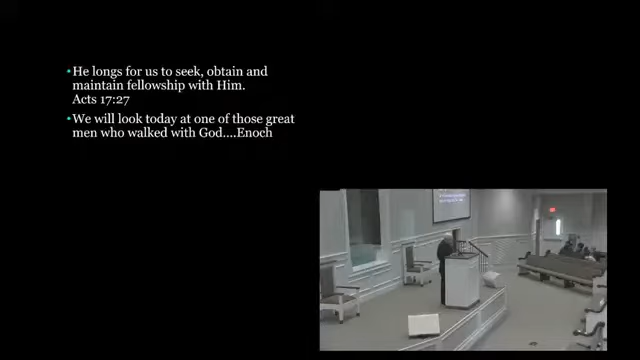 •He longs for us to seek, obtain and
maintain fellowship with Him.
Acts 17:27
•We will look today at one of those great
men who walked with God....Enoch